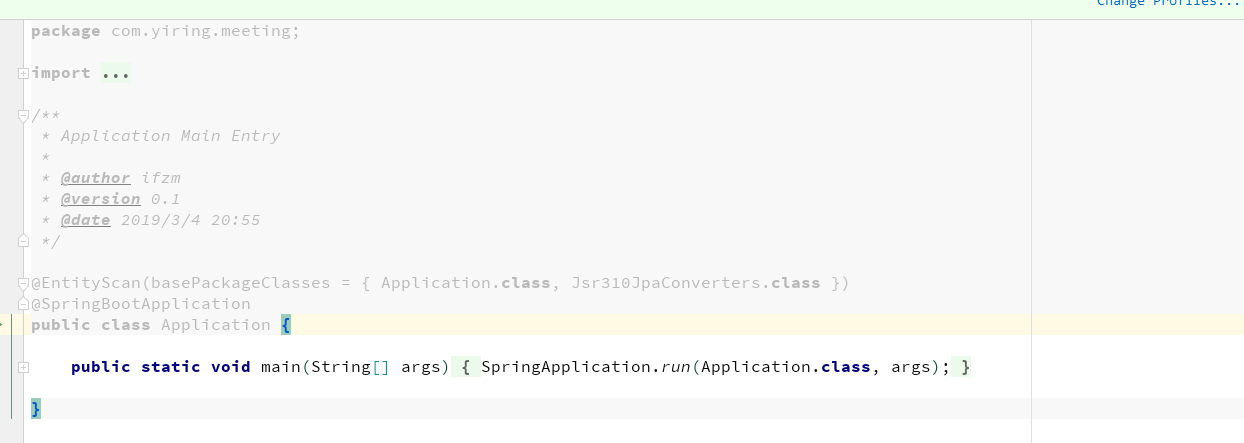 Change Profiles...
package com.yiring.meeting;
import ...
/**
* Application Main Entry
*
* @author ifzm
* @version 0.1
* @date 2019/3/4 20:55
*/
@EntityScan(basePackageClasses = { Application.class, Jsr310JpaConverters.class })
@SpringBootApplication
public class Application {
public static void main(String[] args) { SpringApplication.run(Application.class, args); }
}